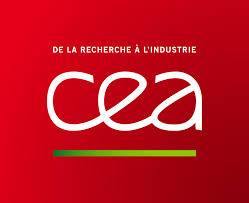 DE LA RECHERCHE À L'INDUSTRIE
cea